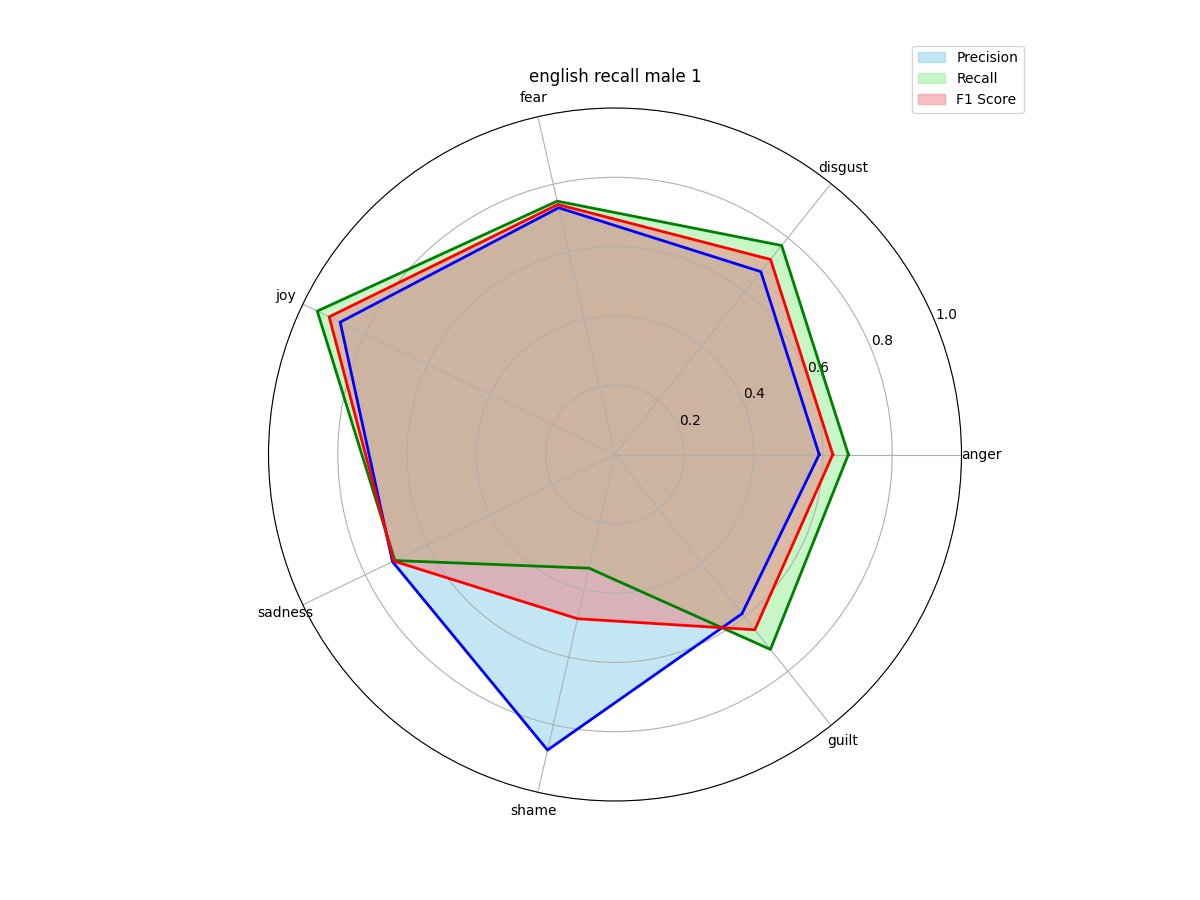 english recall male 1
Precision
Recall
F1 Score
fear
disgust
joy
anger
sadness
shame
guilt
1.0
0.8
0.6
0.4
0.2